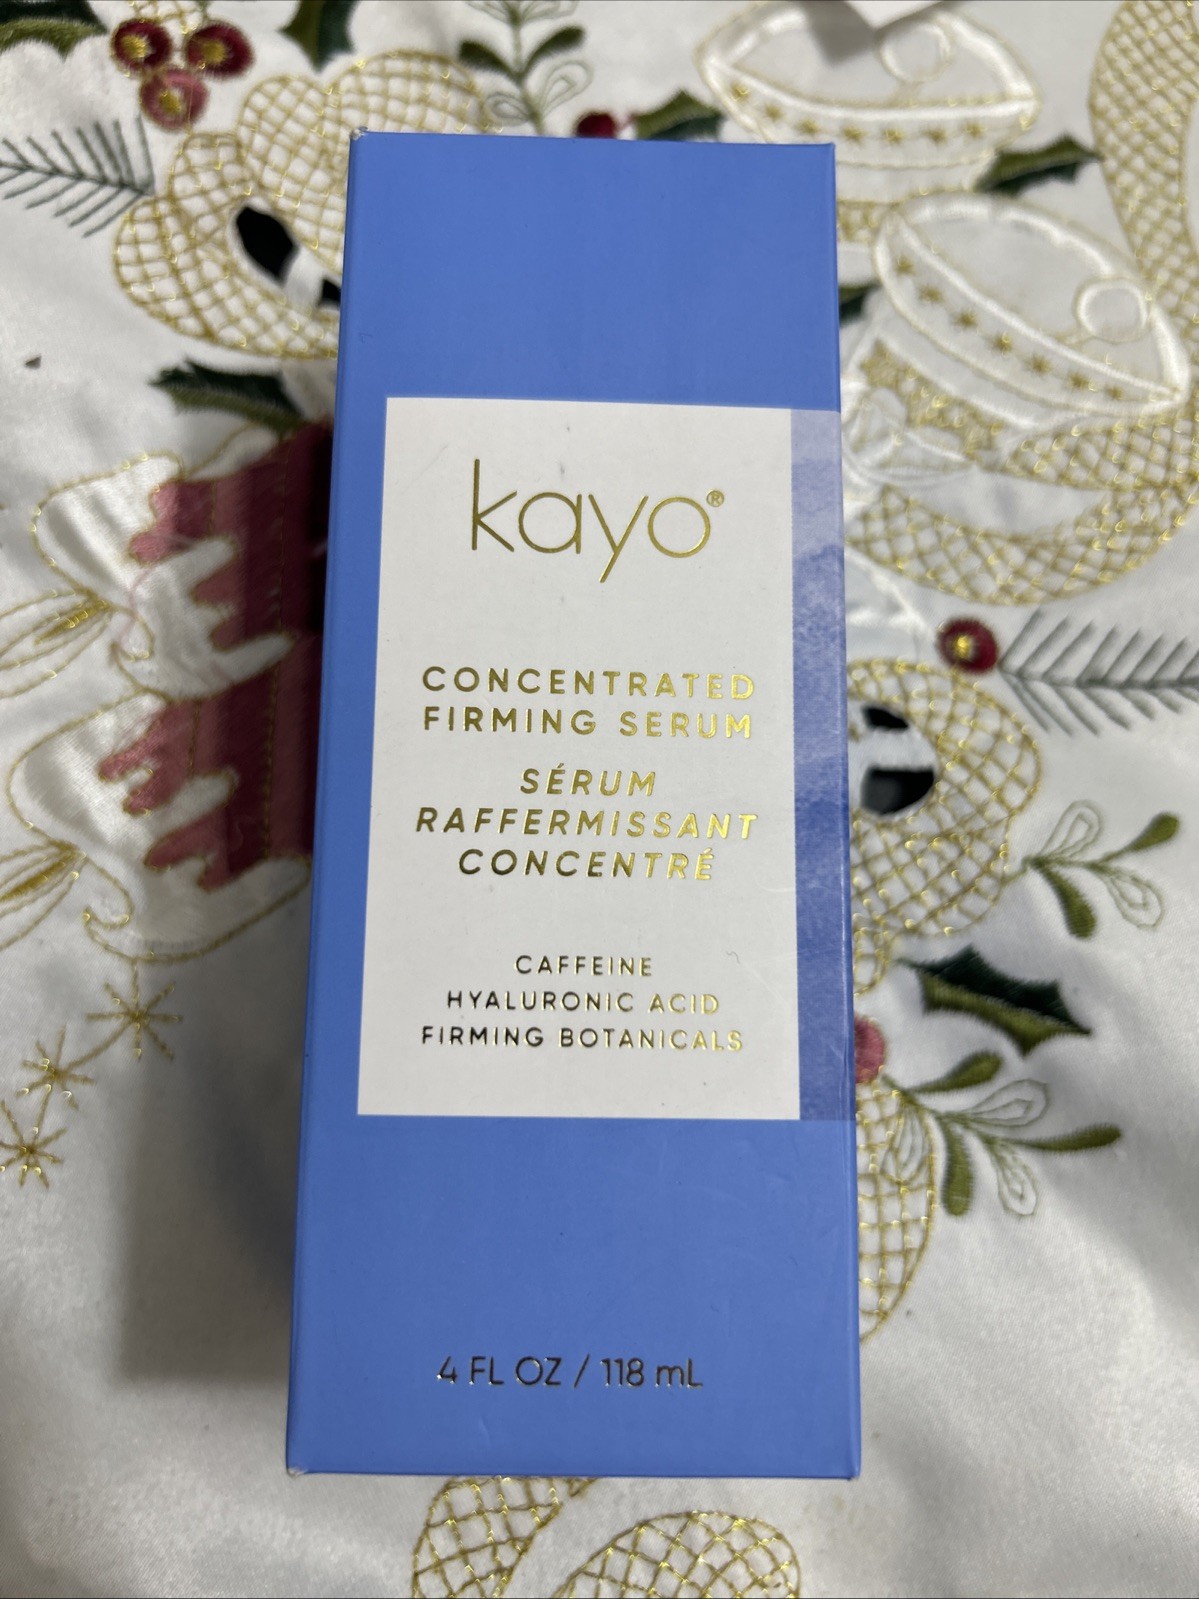 kayo®
CONCENTRATED
FIRMING SERUM
SÉRUM
RAFFERMISSANT
CONCENTRÉ
CAFFEINE
HYALURONIC ACID
FIRMING BOTANICALS
4 FL OZ / 118 mL